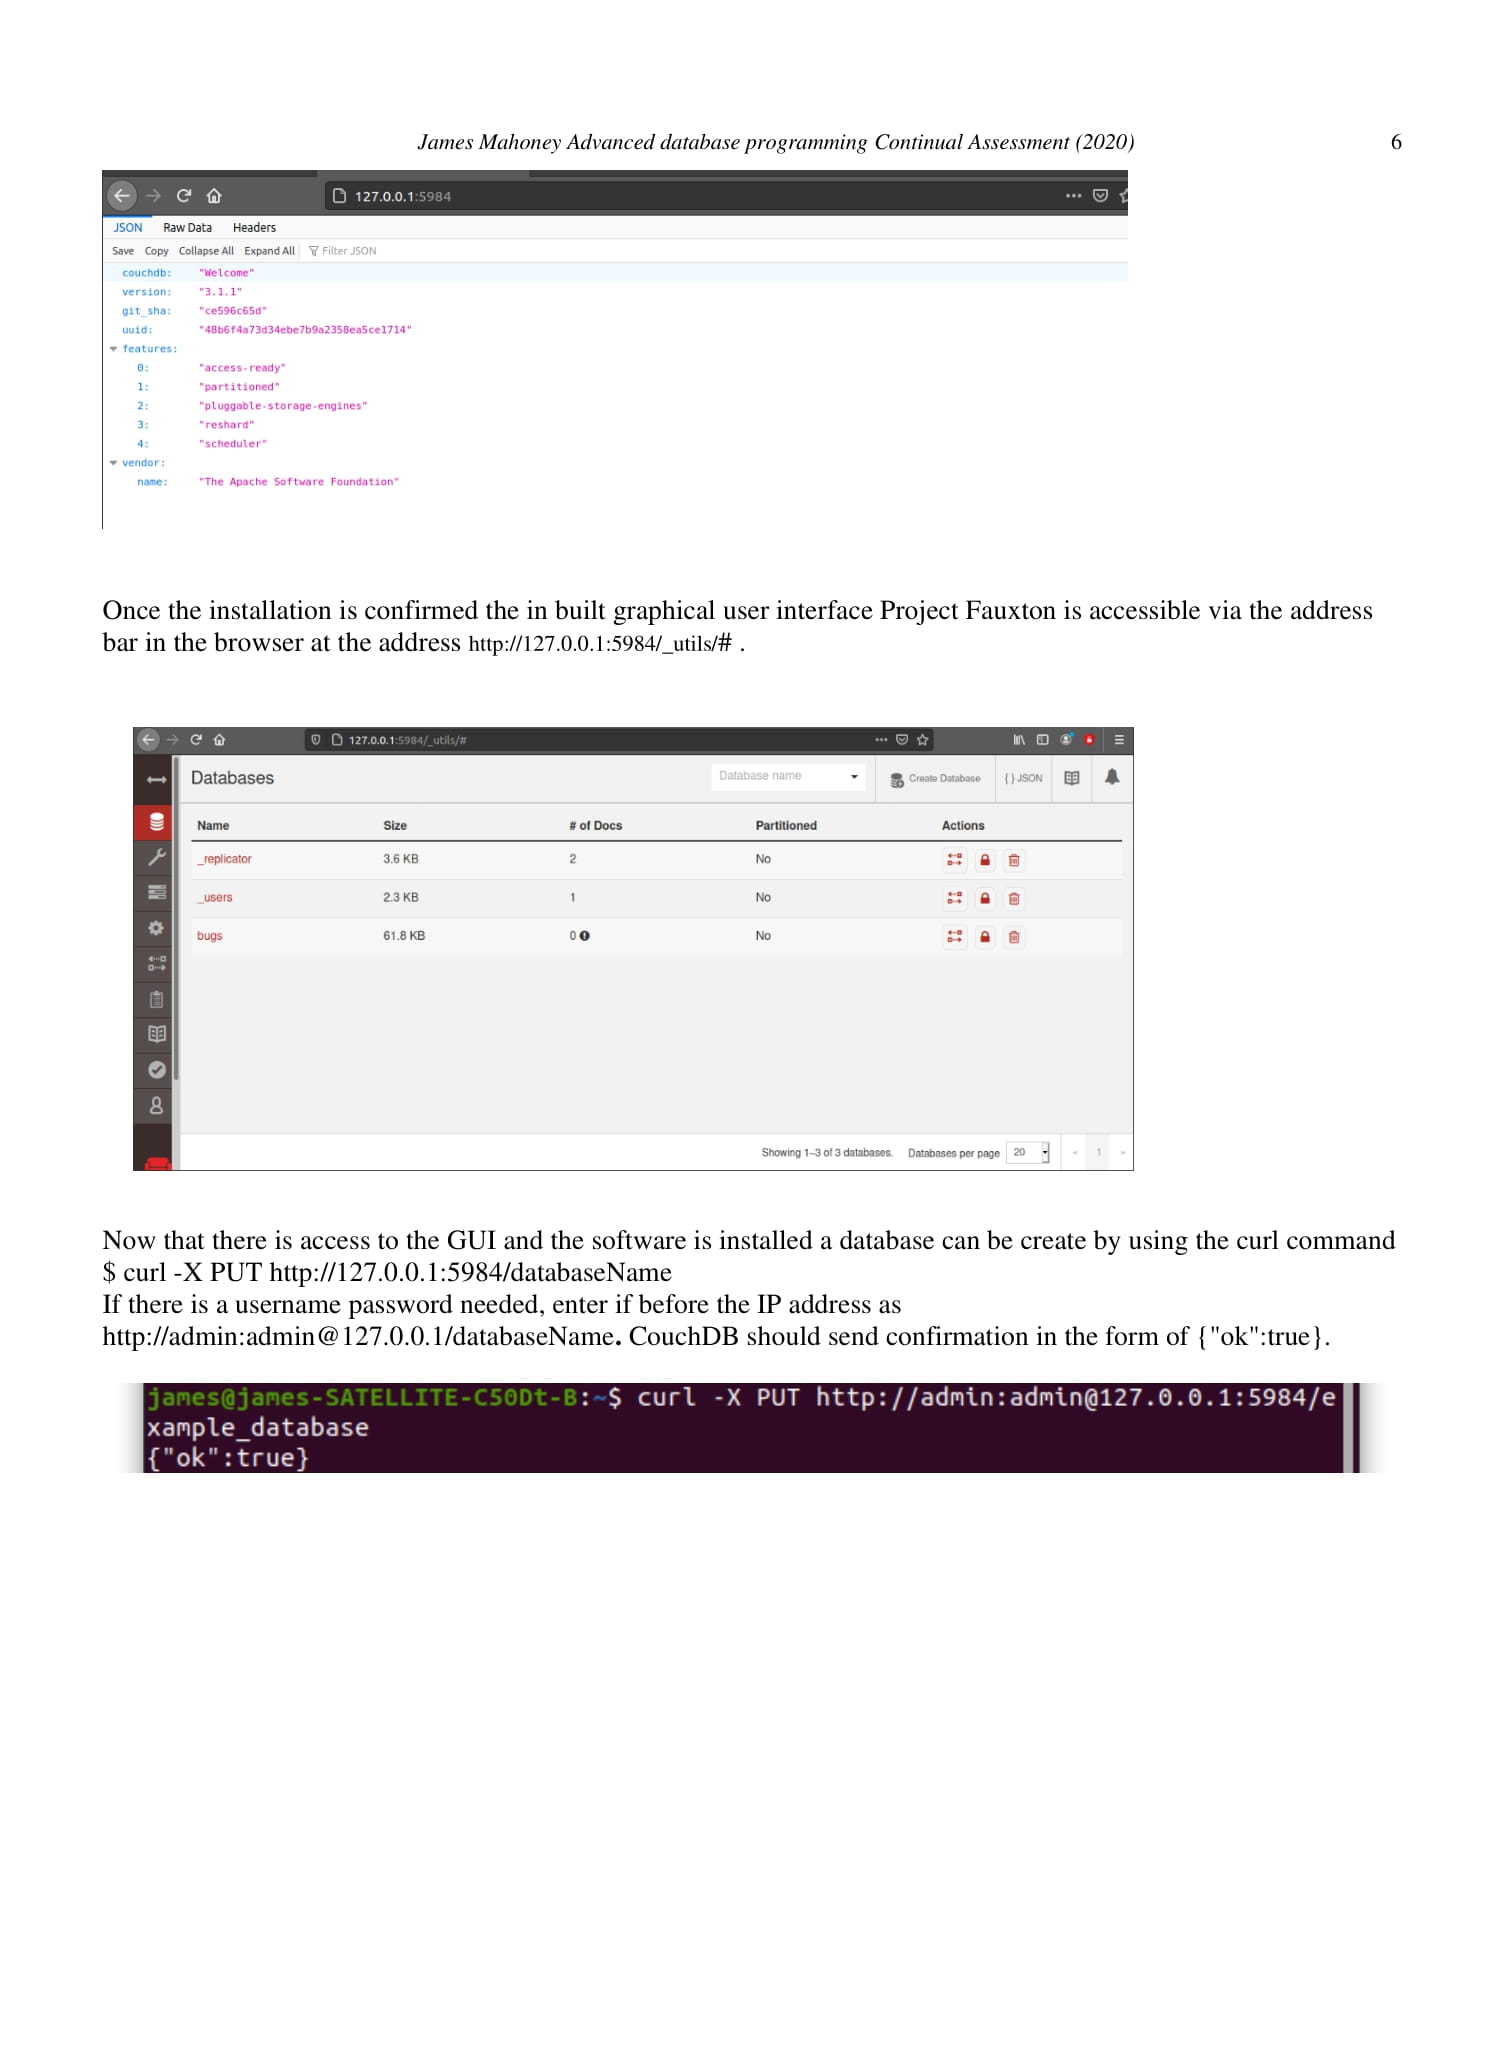 James Mahoney Advanced database programming Continual Assessment (2020) 6
127.0.0.1:5984
JSON Raw Data Headers
Save Copy Collapse All Expand All Filter JSON
couchdb: "Welcome"
version: "3.1.1"
git_sha: "ce596c65d"
uuid: "48b6f4a73d34ebe7b9a2358ea5ce1714"
features:
0: "access-ready"
1: "partitioned"
2: "pluggable-storage-engines"
3: "reshard"
4: "scheduler"
vendor:
name: "The Apache Software Foundation"
Once the installation is confirmed the in built graphical user interface Project Fauxton is accessible via the address
bar in the browser at the address http://127.0.0.1:5984/_utils/# .
127.0.0.1:5984/_utils/#
Databases Database name Create Database { } JSON
Name Size # of Docs Partitioned Actions
_replicator 3.6 KB 2 No
_users 2.3 KB 1 No
bugs 61.8 KB 0 No
Showing 1–3 of 3 databases. Databases per page 20 « 1 »
Now that there is access to the GUI and the software is installed a database can be create by using the curl command
$ curl -X PUT http://127.0.0.1:5984/databaseName
If there is a username password needed, enter if before the IP address as
http://admin:admin@127.0.0.1/databaseName. CouchDB should send confirmation in the form of {"ok":true}.
james@james-SATELLITE-C50Dt-B:~$ curl -X PUT http://admin:admin@127.0.0.1:5984/e
xample_database
{"ok":true}